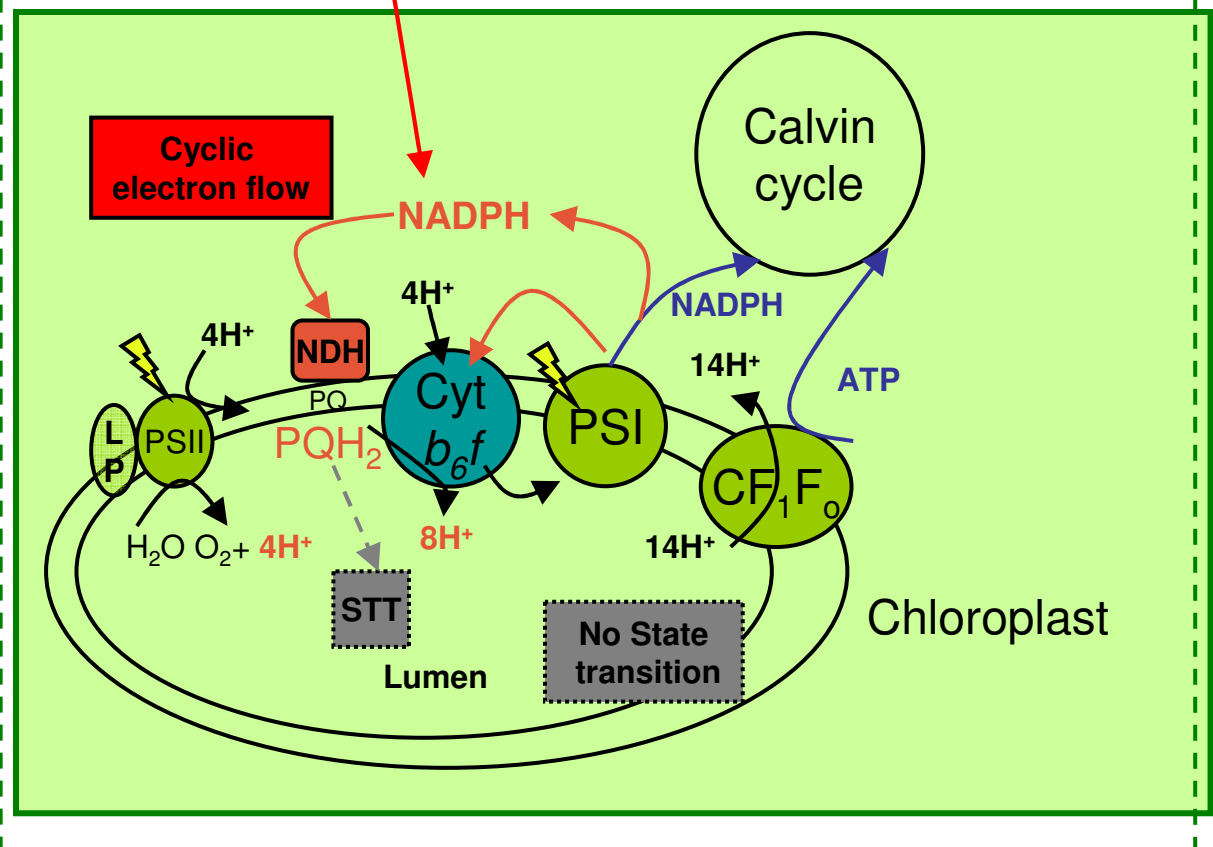 Calvin
cycle
Cyclic
electron flow
NADPH
4H⁺
NADPH
4H⁺
NDH
14H⁺
ATP
Cyt
b₆f
PQ
L
P
PSII
PQH₂
PSI
CF₁Fₒ
H₂O O₂+ 4H⁺
8H⁺
14H⁺
STT
No State
transition
Chloroplast
Lumen